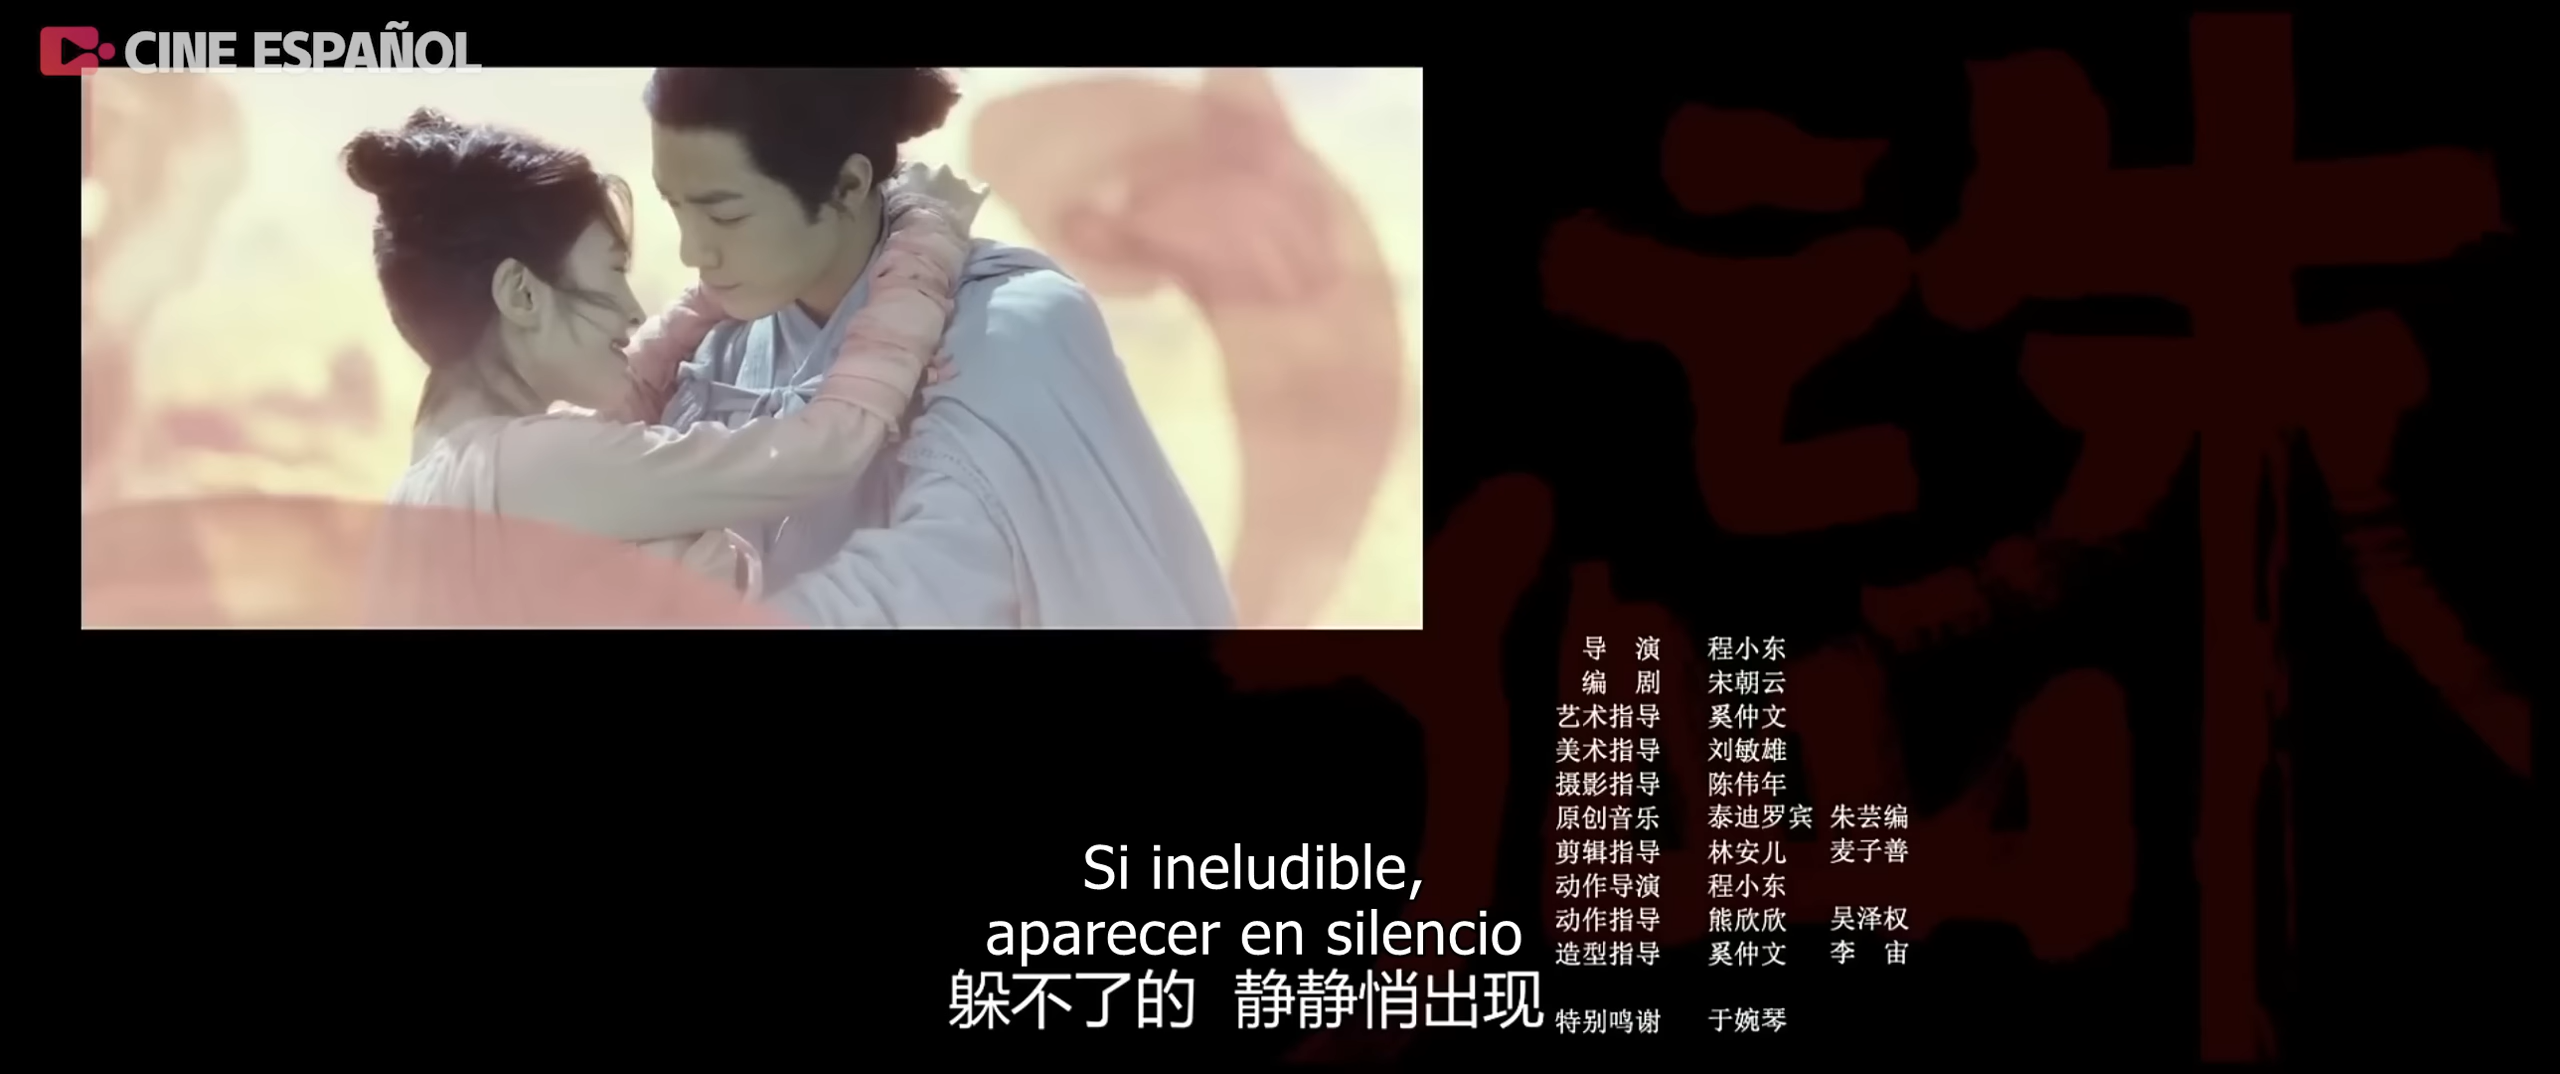 CINE ESPAÑOL
诛仙
导 演 程小东
编 剧 宋朝云
艺术指导 奚仲文
美术指导 刘敏雄
摄影指导 陈伟年
原创音乐 泰迪罗宾 朱芸编
剪辑指导 林安儿 麦子善
动作导演 程小东
动作指导 熊欣欣 吴泽权
造型指导 奚仲文 李 宙
特别鸣谢 于婉琴
Si ineludible,
aparecer en silencio
躲不了的 静静悄出现